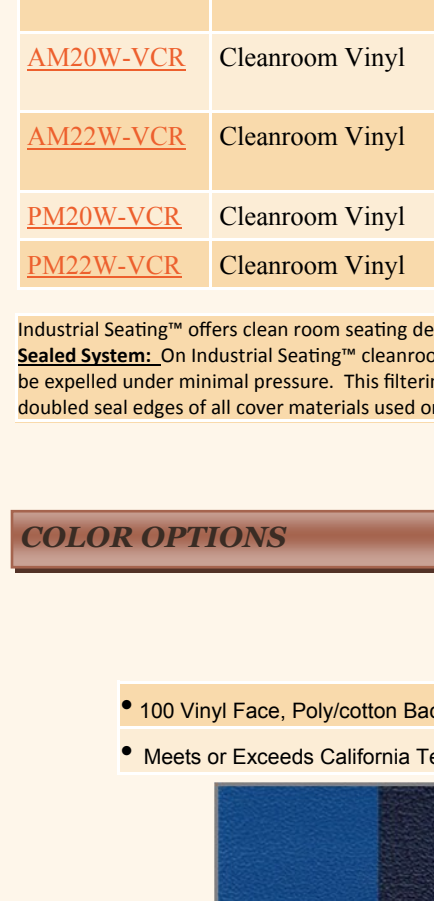 AM20W-VCR Cleanroom Vinyl
AM22W-VCR Cleanroom Vinyl
PM20W-VCR Cleanroom Vinyl
PM22W-VCR Cleanroom Vinyl
Industrial Seating™ offers clean room seating de
Sealed System: On Industrial Seating™ cleanroo
be expelled under minimal pressure. This filterin
doubled seal edges of all cover materials used o
COLOR OPTIONS
• 100 Vinyl Face, Poly/cotton Bac
• Meets or Exceeds California Te